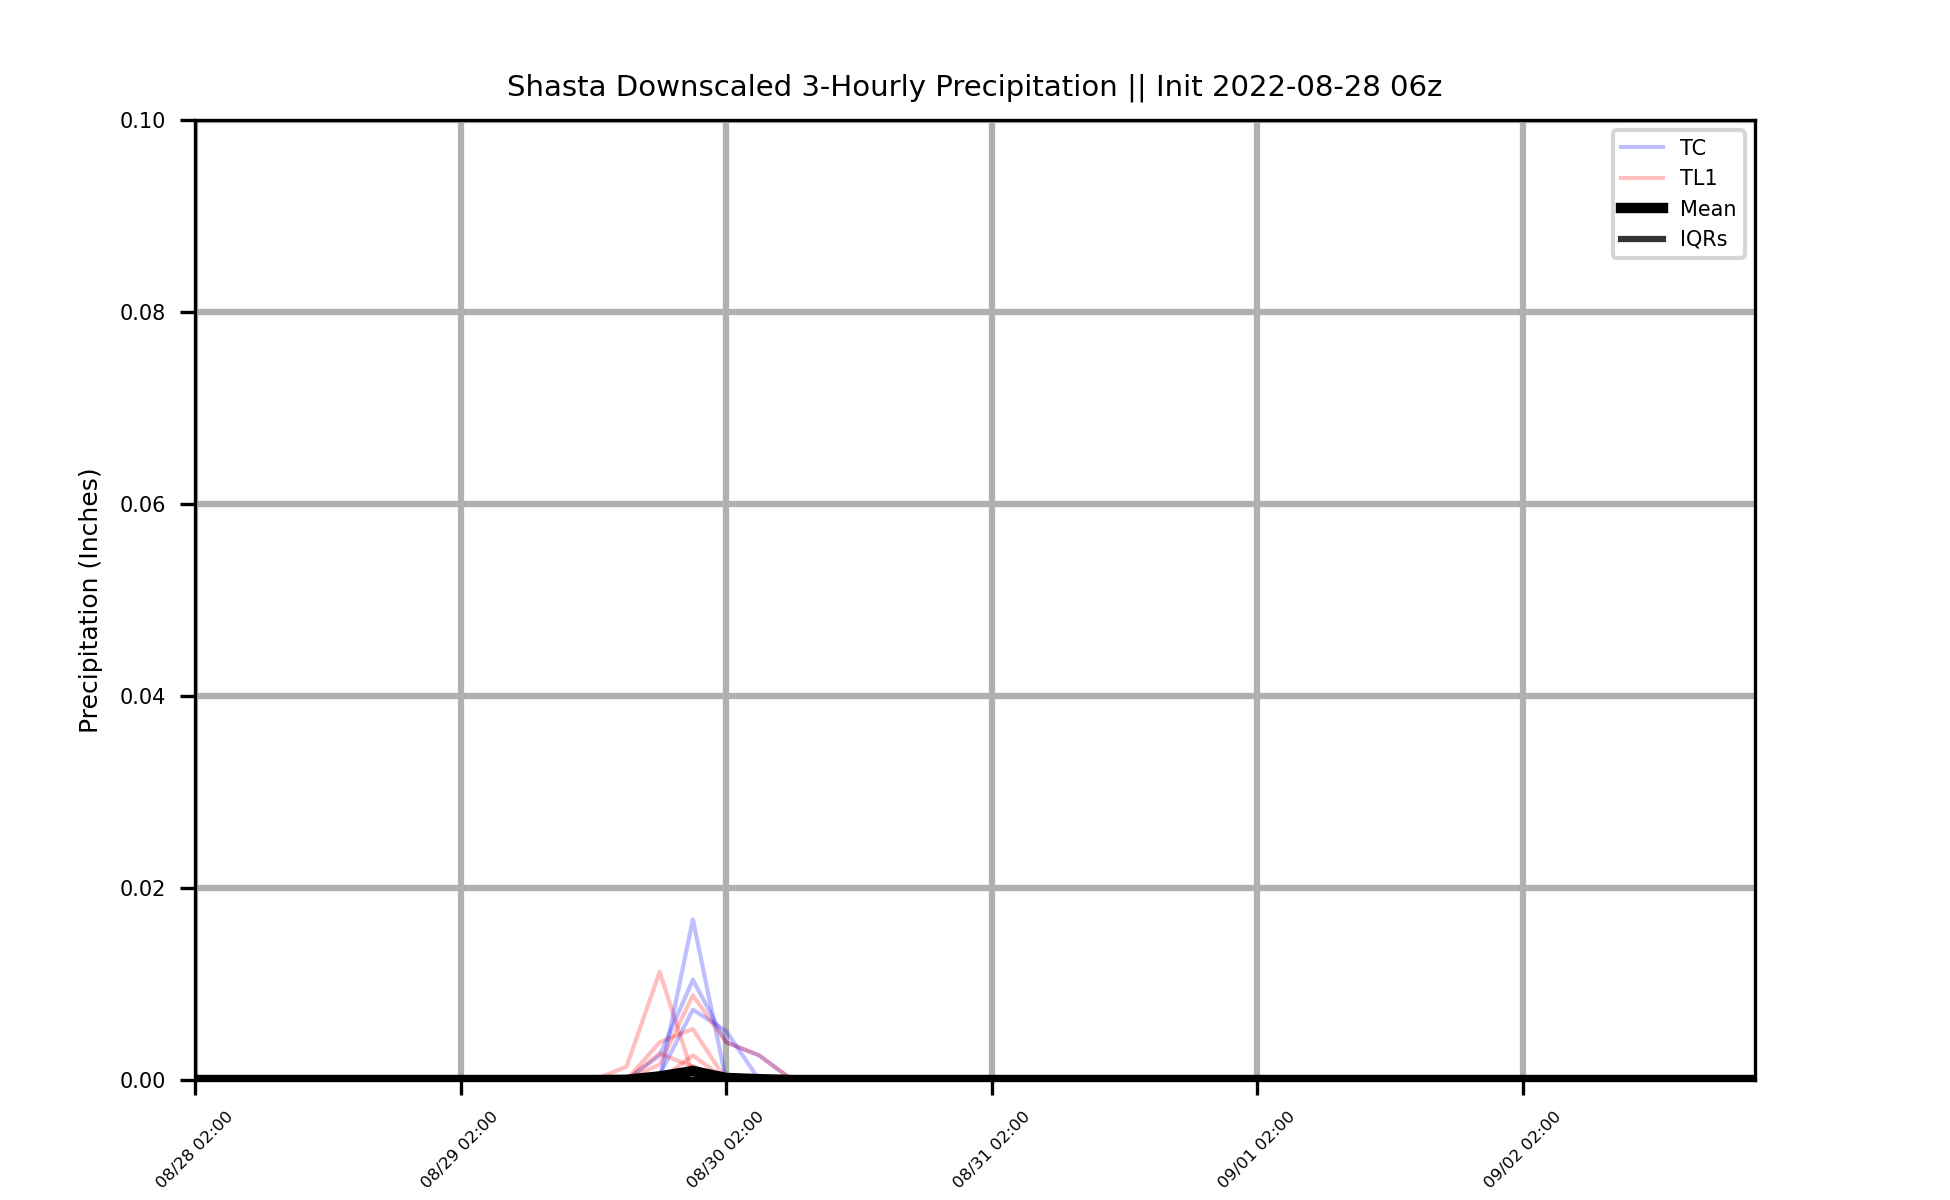 Shasta Downscaled 3-Hourly Precipitation || Init 2022-08-28 06z
TC
TL1
Mean
IQRs
Precipitation (Inches)
0.10
0.08
0.06
0.04
0.02
0.00
08/28 02:00
08/29 02:00
08/30 02:00
08/31 02:00
09/01 02:00
09/02 02:00